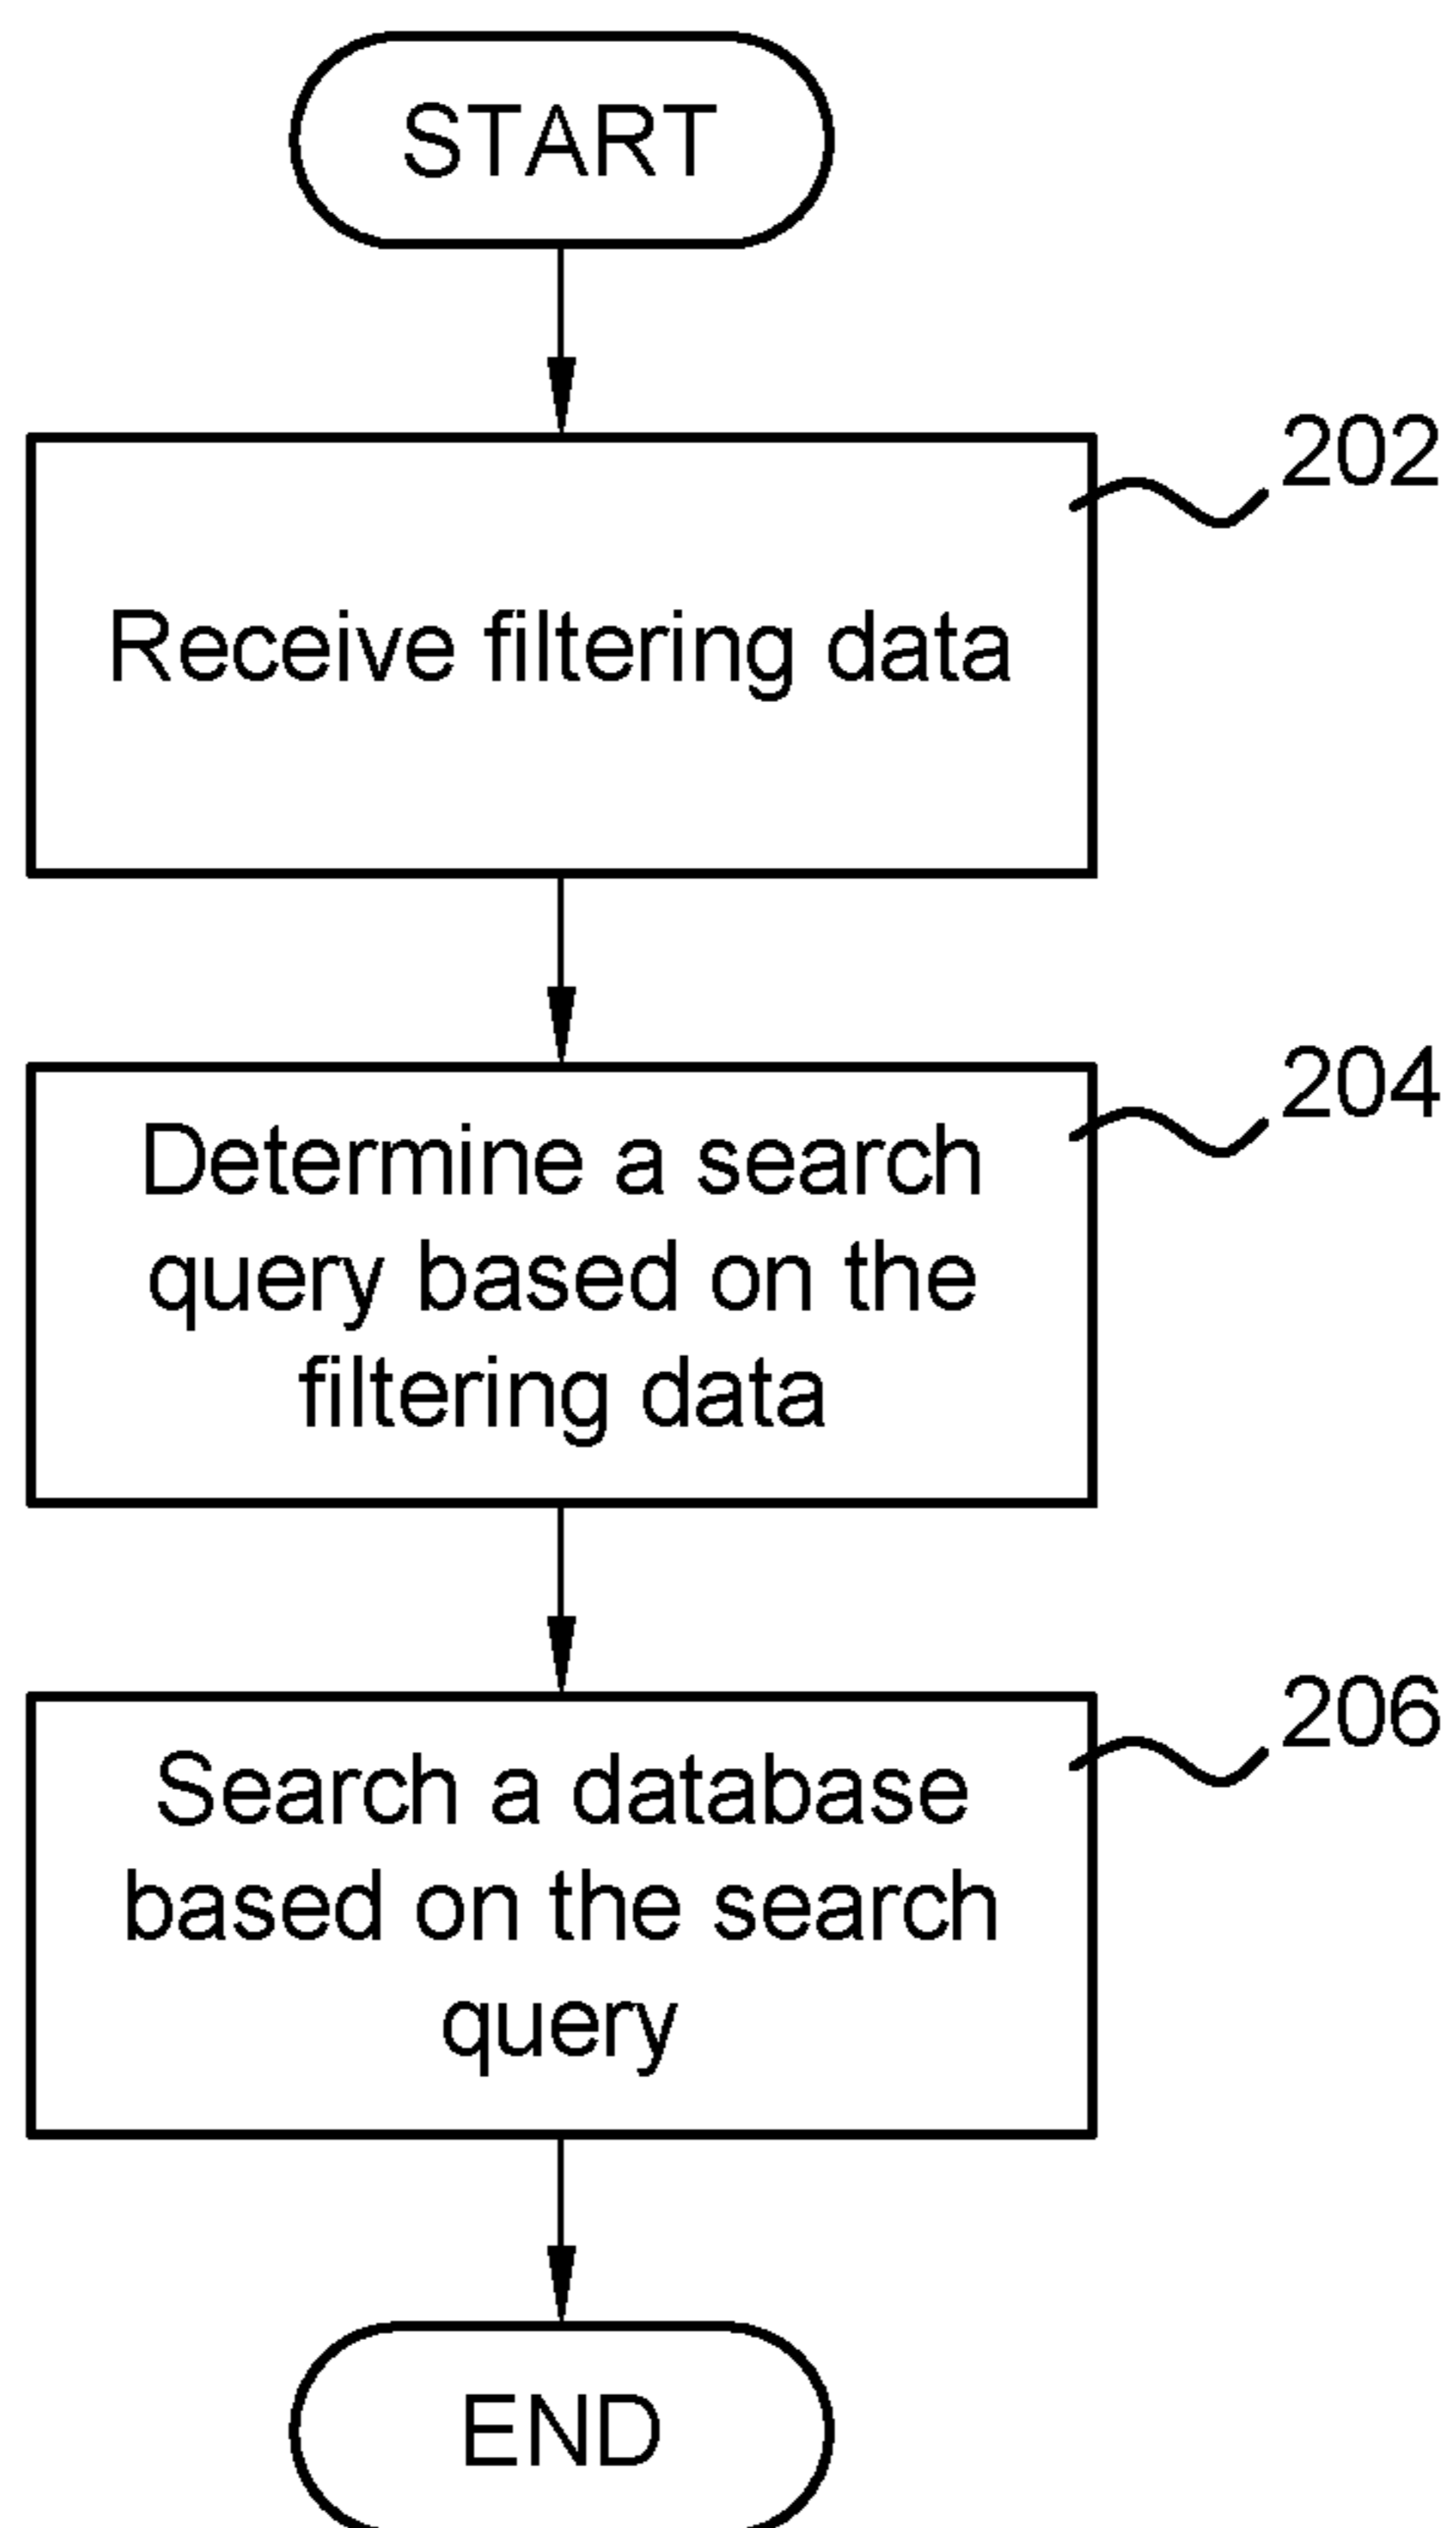 START
202
Receive filtering data
204
Determine a search
query based on the
filtering data
206
Search a database
based on the search
query
END